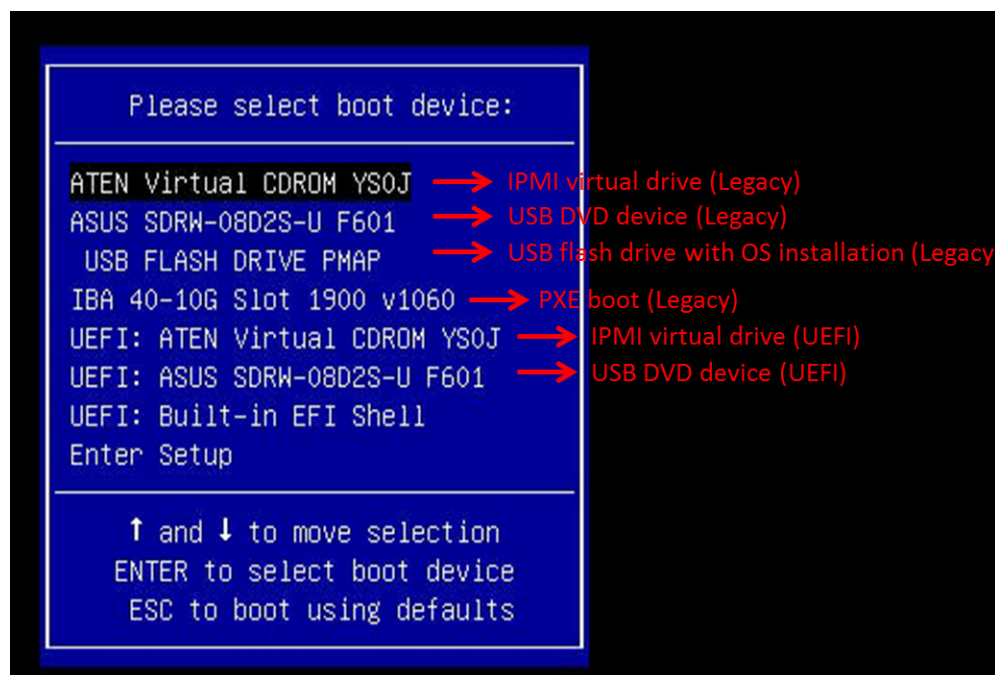 Please select boot device:
ATEN Virtual CDROM YS0J → IPMI virtual drive (Legacy)
ASUS SDRW-08D2S-U F601 → USB DVD device (Legacy)
USB FLASH DRIVE PMAP → USB flash drive with OS installation (Legacy
IBA 40-10G Slot 1900 v1060 → PXE boot (Legacy)
UEFI: ATEN Virtual CDROM YS0J → IPMI virtual drive (UEFI)
UEFI: ASUS SDRW-08D2S-U F601 → USB DVD device (UEFI)
UEFI: Built-in EFI Shell
Enter Setup
↑ and ↓ to move selection
ENTER to select boot device
ESC to boot using defaults